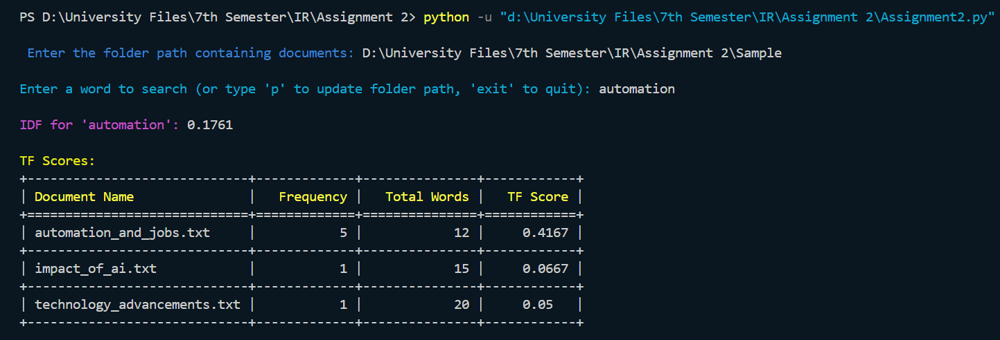 PS D:\University Files\7th Semester\IR\Assignment 2> python -u "d:\University Files\7th Semester\IR\Assignment 2\Assignment2.py"
 Enter the folder path containing documents: D:\University Files\7th Semester\IR\Assignment 2\Sample
Enter a word to search (or type 'p' to update folder path, 'exit' to quit): automation
IDF for 'automation': 0.1761
TF Scores:
+-----------------------------+-------------+---------------+------------+
| Document Name               |   Frequency |   Total Words |   TF Score |
+=============================+=============+===============+============+
| automation_and_jobs.txt     |           5 |            12 |     0.4167 |
+-----------------------------+-------------+---------------+------------+
| impact_of_ai.txt            |           1 |            15 |     0.0667 |
+-----------------------------+-------------+---------------+------------+
| technology_advancements.txt |           1 |            20 |     0.05   |
+-----------------------------+-------------+---------------+------------+